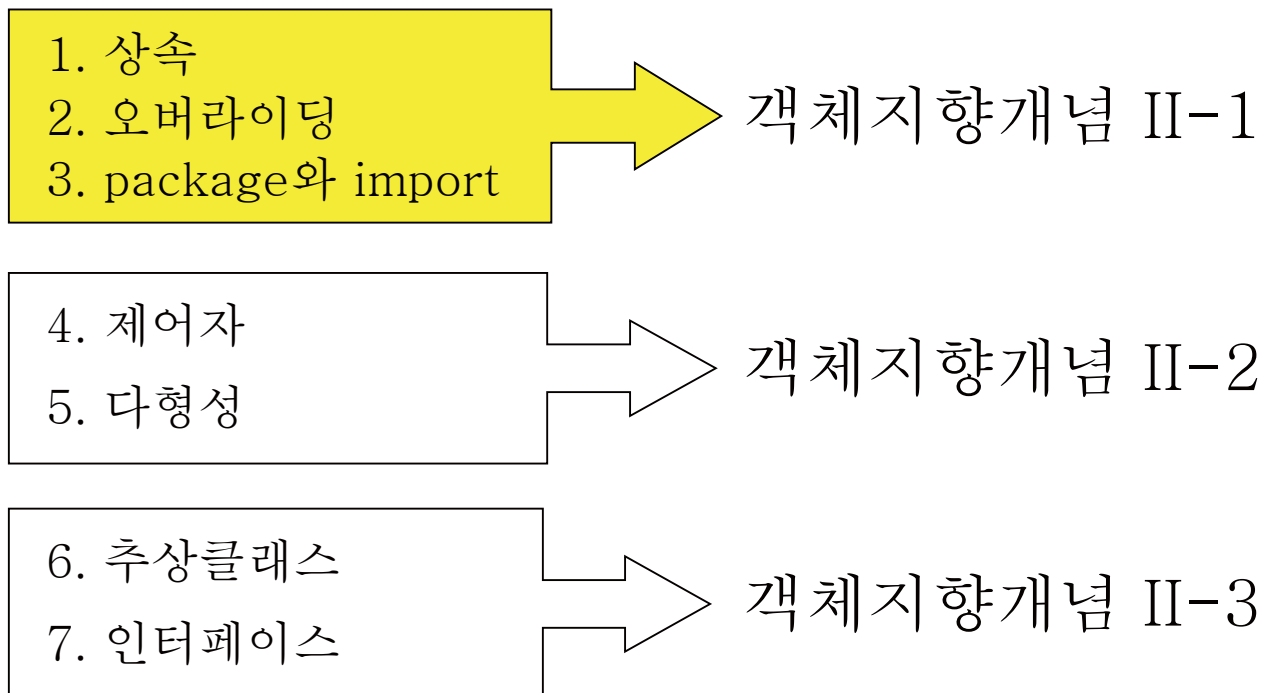 1. 상속
2. 오버라이딩
3. package와 import
객체지향개념 II-1
4. 제어자
5. 다형성
객체지향개념 II-2
6. 추상클래스
7. 인터페이스
객체지향개념 II-3